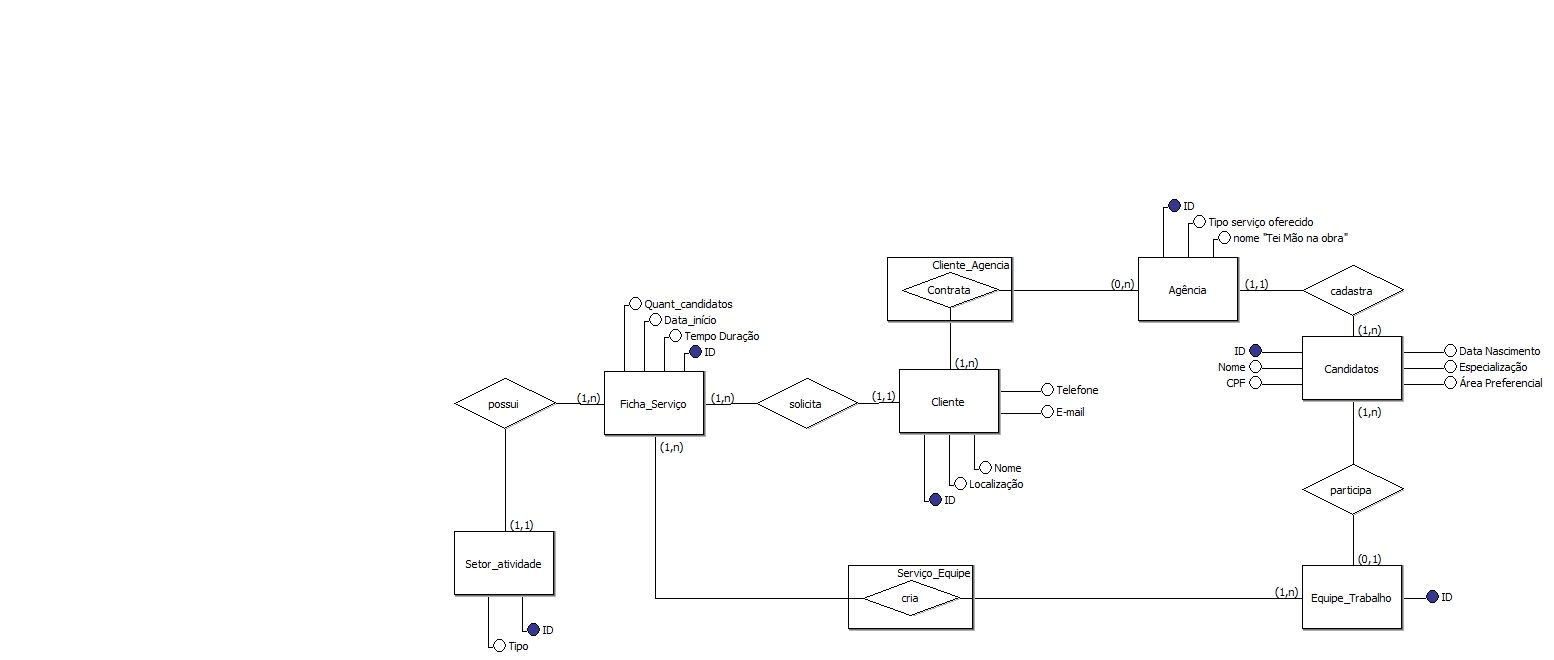 ID
Tipo serviço oferecido
nome "Tei Mão na obra"
Cliente_Agencia
Contrata
(0,n)
Agência
(1,1)
cadastra
(1,n)
Quant_candidatos
Data_início
Tempo Duração
ID
(1,n)
ID
Nome
CPF
Candidatos
Data Nascimento
Especialização
Área Preferencial
possui
(1,n)
Ficha_Serviço
(1,n)
solicita
(1,1)
Cliente
Telefone
E-mail
(1,n)
(1,n)
Nome
Localização
ID
participa
(1,1)
Setor_atividade
(0,1)
Serviço_Equipe
cria
(1,n)
Equipe_Trabalho
ID
ID
Tipo